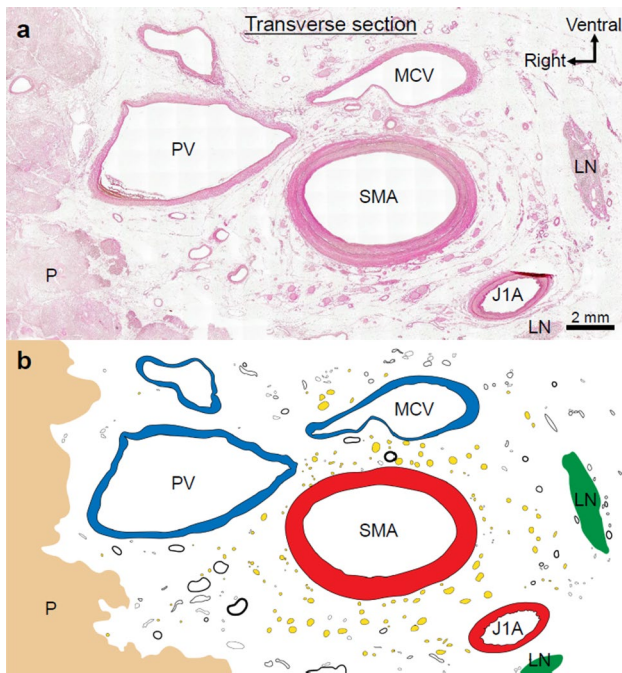 a
Transverse section
Ventral
Right
MCV
PV
LN
SMA
P
J1A
LN
2 mm
b
MCV
PV
LN
SMA
P
J1A
LN